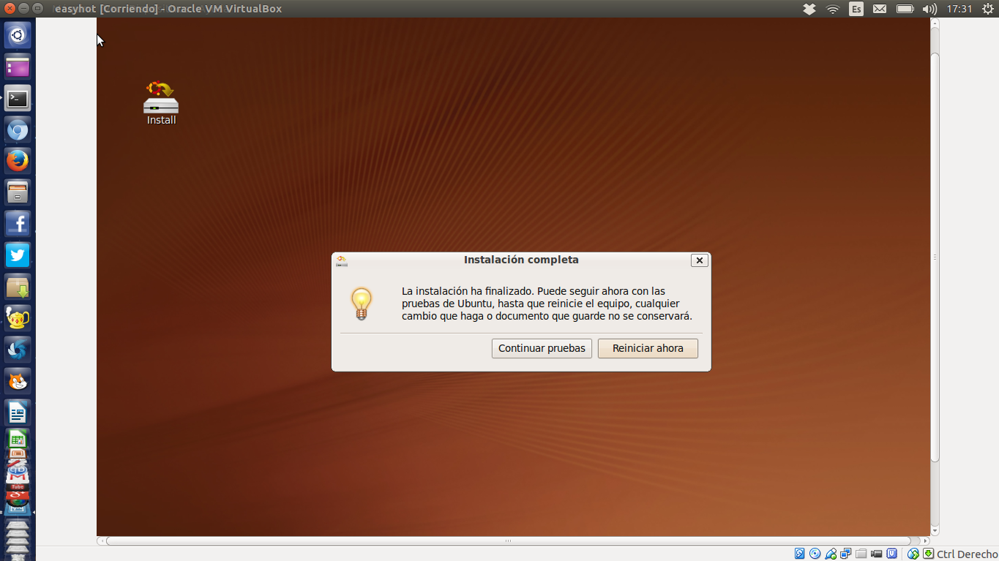 easyhot [Corriendo] - Oracle VM VirtualBox
Es
17:31
Install
Instalación completa
La instalación ha finalizado. Puede seguir ahora con las
pruebas de Ubuntu, hasta que reinicie el equipo, cualquier
cambio que haga o documento que guarde no se conservará.
Continuar pruebas
Reiniciar ahora
Tube
Ctrl Derecho